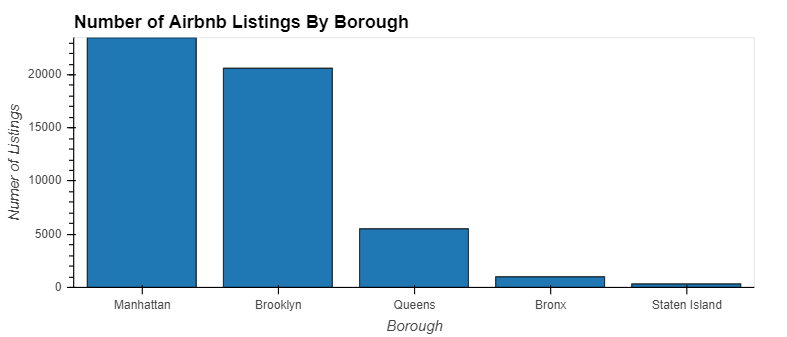 Number of Airbnb Listings By Borough
Numer of Listings
20000
15000
10000
5000
0
Manhattan Brooklyn Queens Bronx Staten Island
Borough